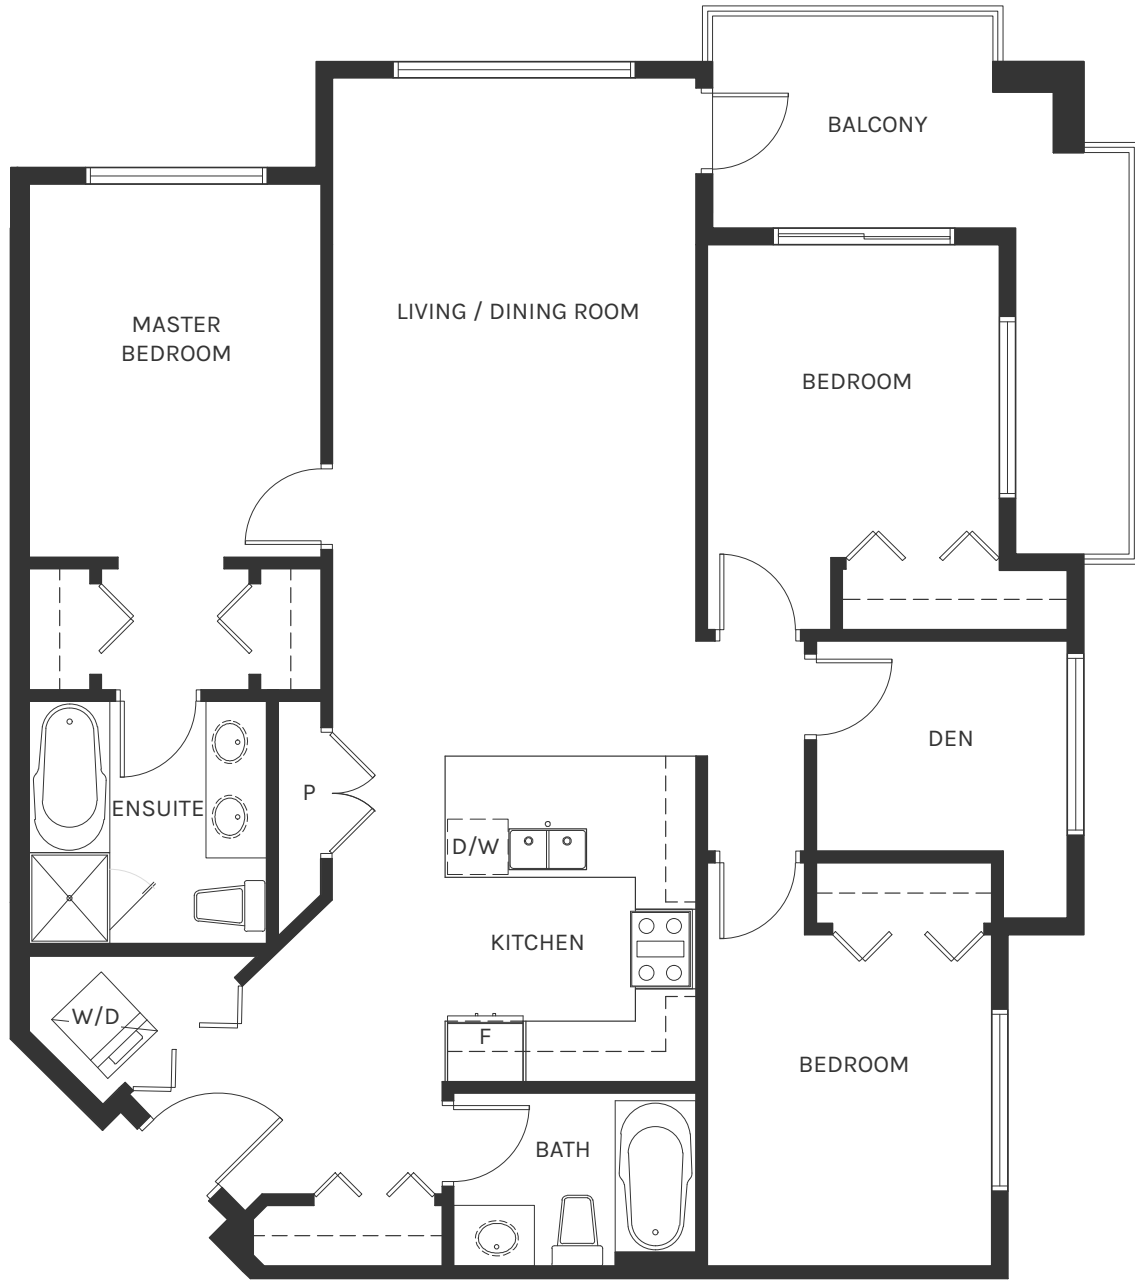 BALCONY
LIVING / DINING ROOM
MASTER
BEDROOM
BEDROOM
DEN
P
ENSUITE
D/W
KITCHEN
W/D
F
BEDROOM
BATH